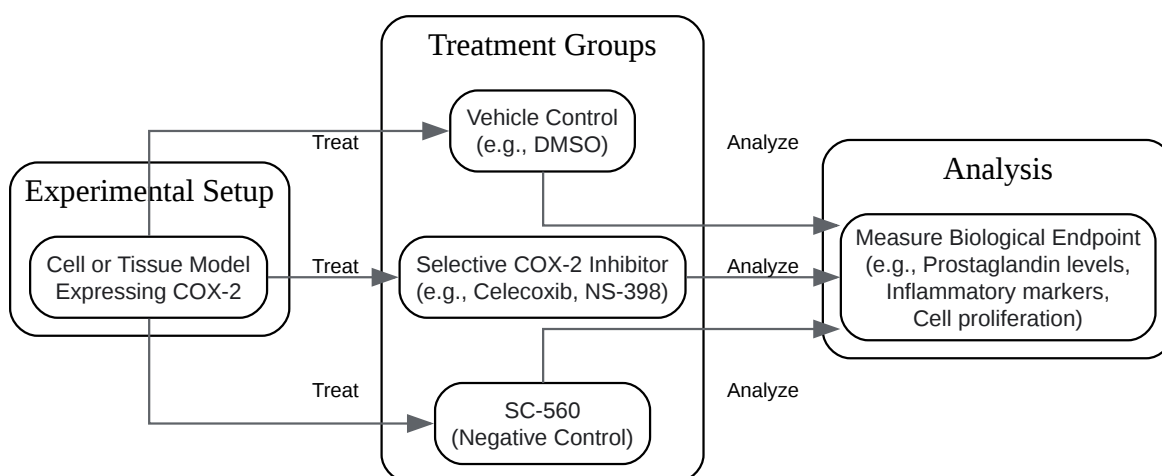 Treatment Groups
Vehicle Control
(e.g., DMSO)
Treat
Analyze
Experimental Setup
Analysis
Cell or Tissue Model
Expressing COX-2
Treat
Selective COX-2 Inhibitor
(e.g., Celecoxib, NS-398)
Analyze
Measure Biological Endpoint
(e.g., Prostaglandin levels,
Inflammatory markers,
Cell proliferation)
Treat
SC-560
(Negative Control)
Analyze